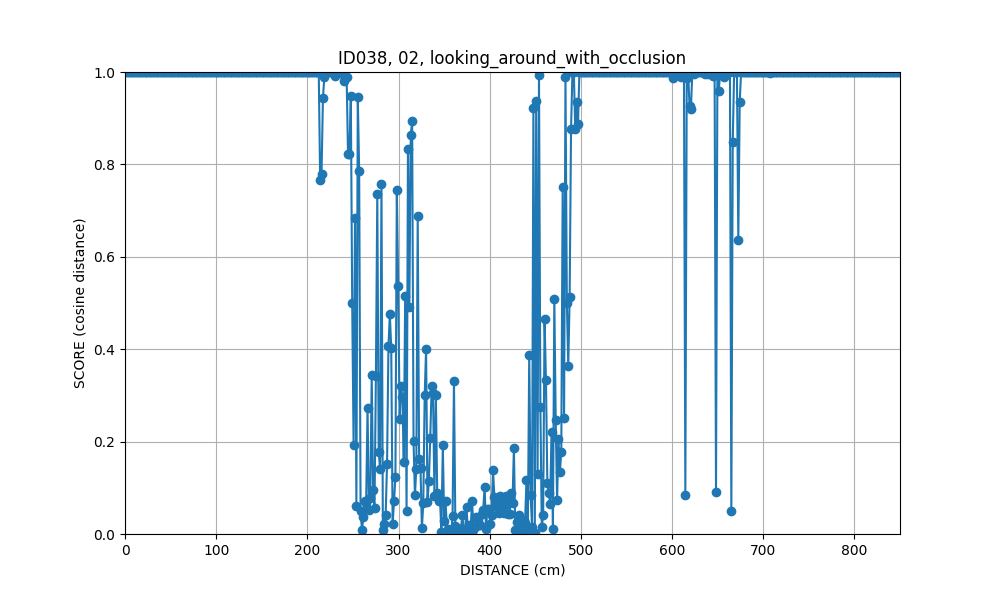 ID038, 02, looking_around_with_occlusion
SCORE (cosine distance)
1.0
0.8
0.6
0.4
0.2
0.0
0 100 200 300 400 500 600 700 800
DISTANCE (cm)